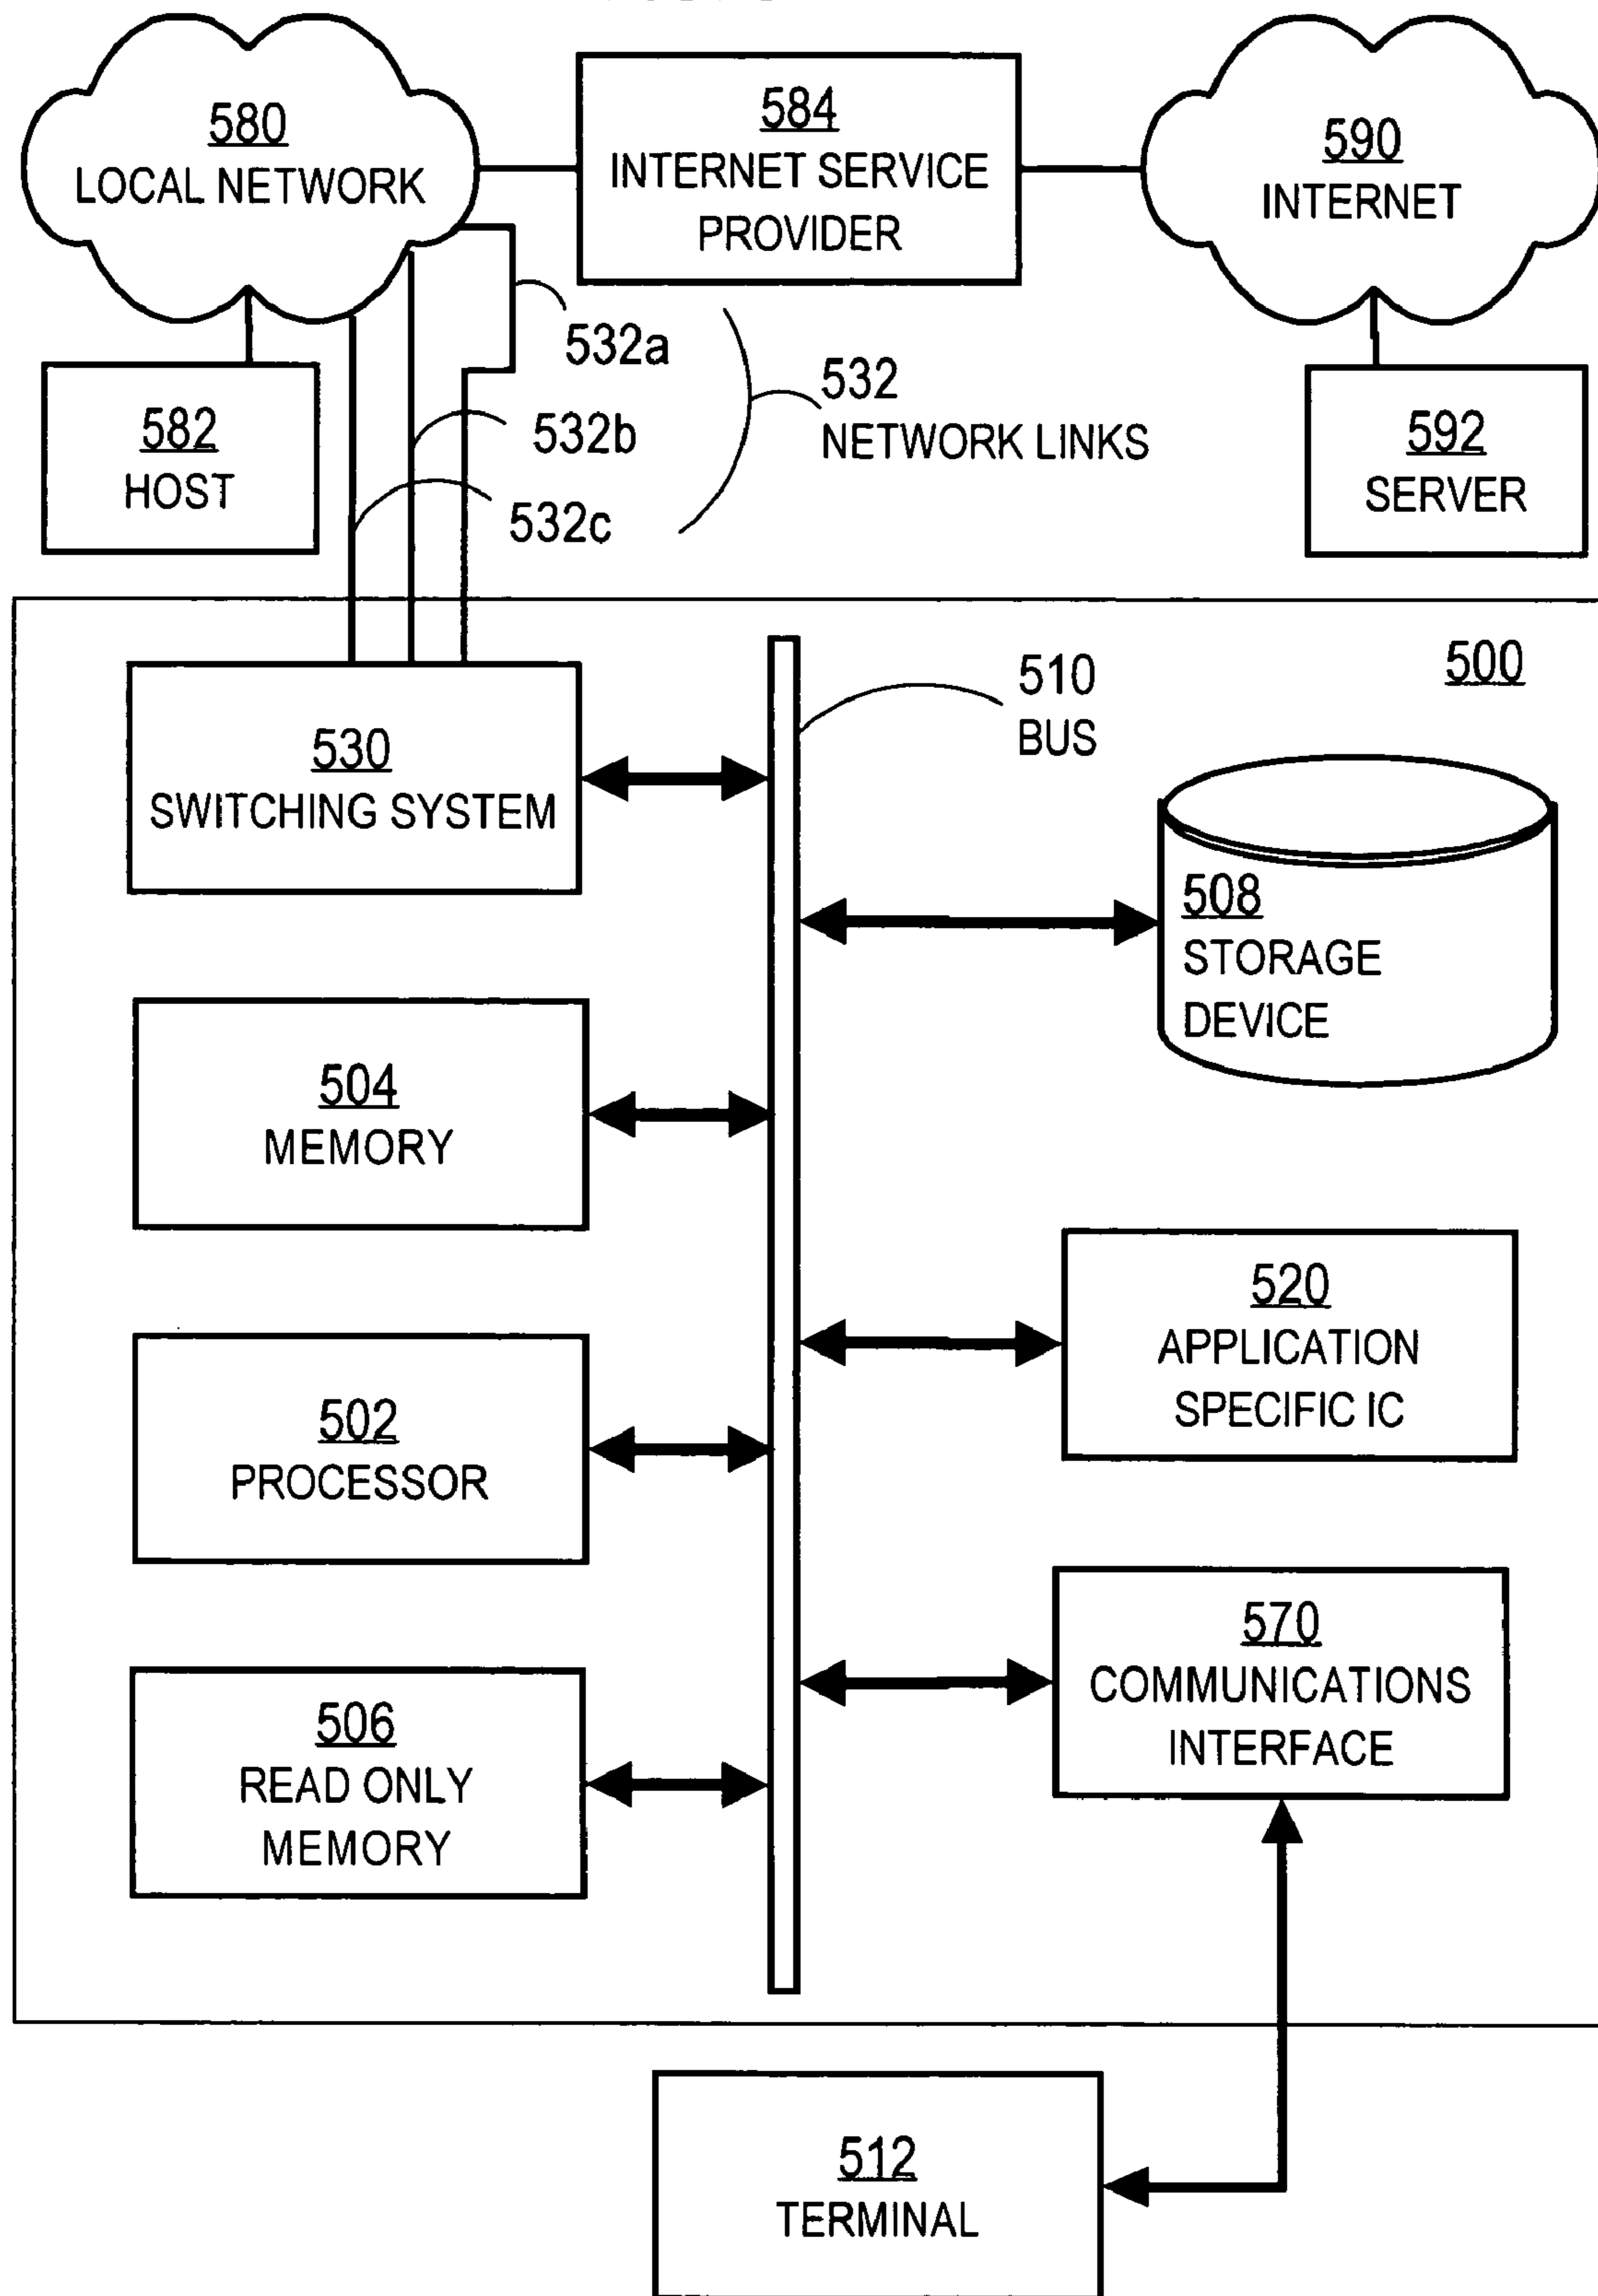 580
LOCAL NETWORK
584
INTERNET SERVICE
PROVIDER
590
INTERNET
532a
532
NETWORK LINKS
532b
532c
582
HOST
592
SERVER
500
510
BUS
530
SWITCHING SYSTEM
508
STORAGE
DEVICE
504
MEMORY
520
APPLICATION
SPECIFIC IC
502
PROCESSOR
570
COMMUNICATIONS
INTERFACE
506
READ ONLY
MEMORY
512
TERMINAL